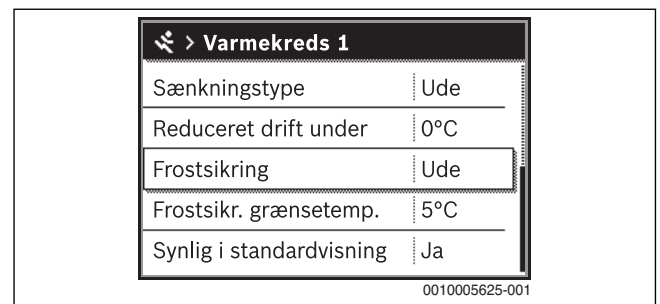 > Varmekreds 1
Sænkningstype Ude
Reduceret drift under 0°C
Frostsikring Ude
Frostsikr. grænsetemp. 5°C
Synlig i standardvisning Ja
0010005625-001